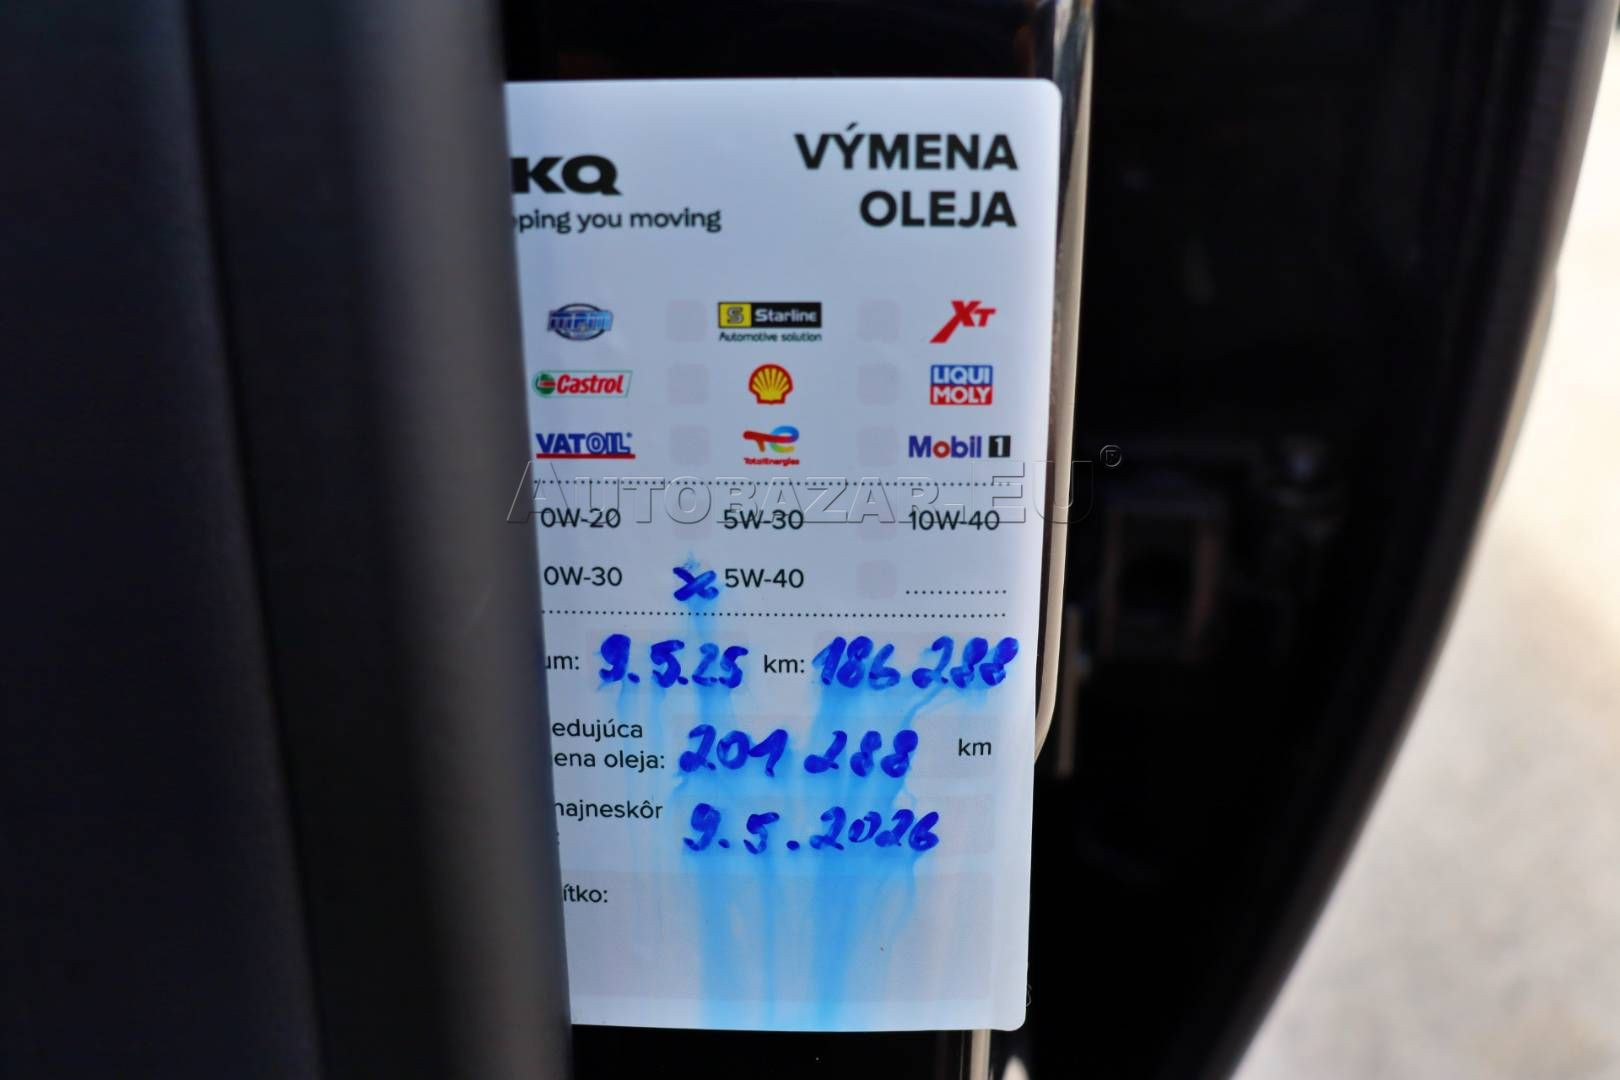 KQ
VÝMENA
OLEJA
ping you moving
MPM
S Starline
Automotive solution
XT
Castrol
LIQUI
MOLY
VATOIL
TotalEnergies
Mobil 1
AUTOBAZAR.EU®
0W-20 5W-30 10W-40
0W-30 x 5W-40 ..............
um: 9.5.25 km: 186 288
edujúca
ena oleja: 201 288 km
najneskôr
: 9.5.2026
ítko: